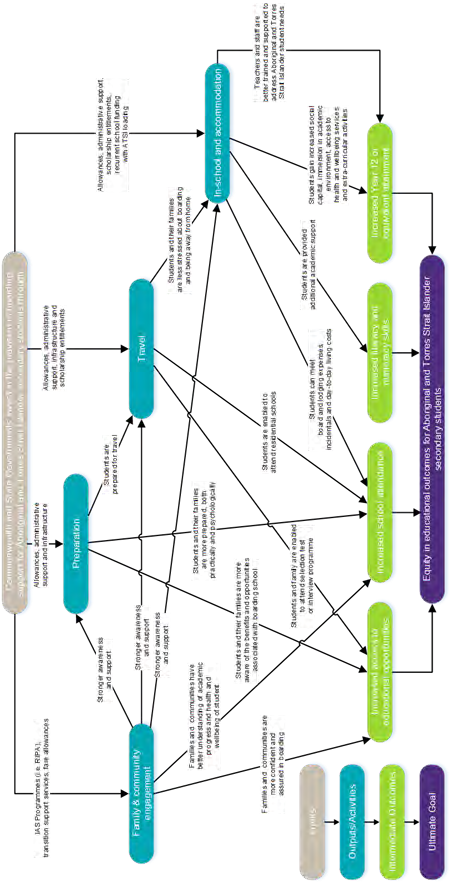 Commonwealth and State Governments invest in the provision of boarding
support for Aboriginal and Torres Strait Islander secondary students through
IAS Programmes (i.e. RIPA),
transition support services, fare allowances
Allowances, administrative
support and infrastructure
Allowances, administrative
support, infrastructure and
scholarship entitlements
Allowances, administrative support,
scholarship entitlements,
recurrent school funding
with ATSI loading
Family & community
engagement
Preparation
Travel
In-school and accommodation
Stronger awareness
and support
Stronger awareness
and support
Stronger awareness
and support
Students are
prepared for travel
Students and their families
are less stressed about boarding
and being away from home
Teachers and staff are
better trained and supported to
address Aboriginal and Torres
Strait Islander student needs
Families and communities have
better understanding of academic
progress and health and
wellbeing of student
Families and communities are
more confident and
assured in boarding
Students and their families
are more prepared, both
practically and psychologically
Students and their families are more
aware of the benefits and opportunities
associated with boarding school
Students and family are enabled
to attend selection test
or interview programme
Students are enabled to
attend residential schools
Students can meet
board and lodging expenses,
incidentals and day-to-day living costs
Students are provided
additional academic support
Students gain increased social
capital, immersion in academic
environment, access to
health and wellbeing services
and extra-curricular activities
Increased access to
educational opportunities
Increased school attendance
Increased literacy and
numeracy skills
Increased Year 12 or
equivalent attainment
Equity in educational outcomes for Aboriginal and Torres Strait Islander
secondary students
Inputs
Outputs/Activities
Intermediate Outcomes
Ultimate Goal